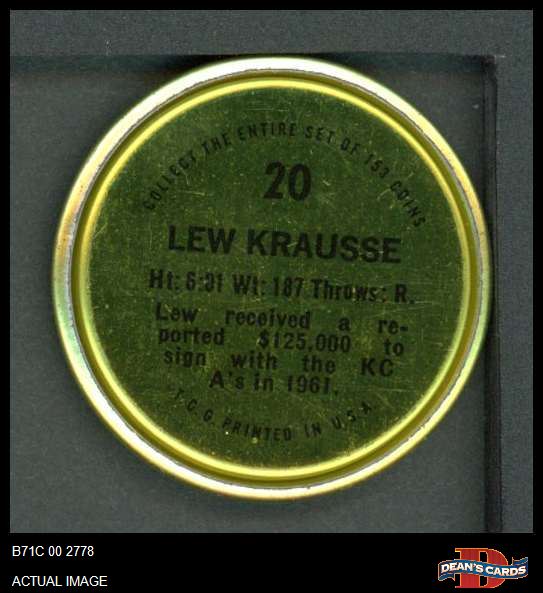 COLLECT THE ENTIRE SET OF 153 COINS
20
LEW KRAUSSE
Ht: 6:01 Wt: 187 Throws: R.
Lew received a re-
ported $125,000 to
sign with the KC
A's in 1961.
T.C.G. PRINTED IN U.S.A.
B71C 00 2778
ACTUAL IMAGE
D
DEAN'S CARDS